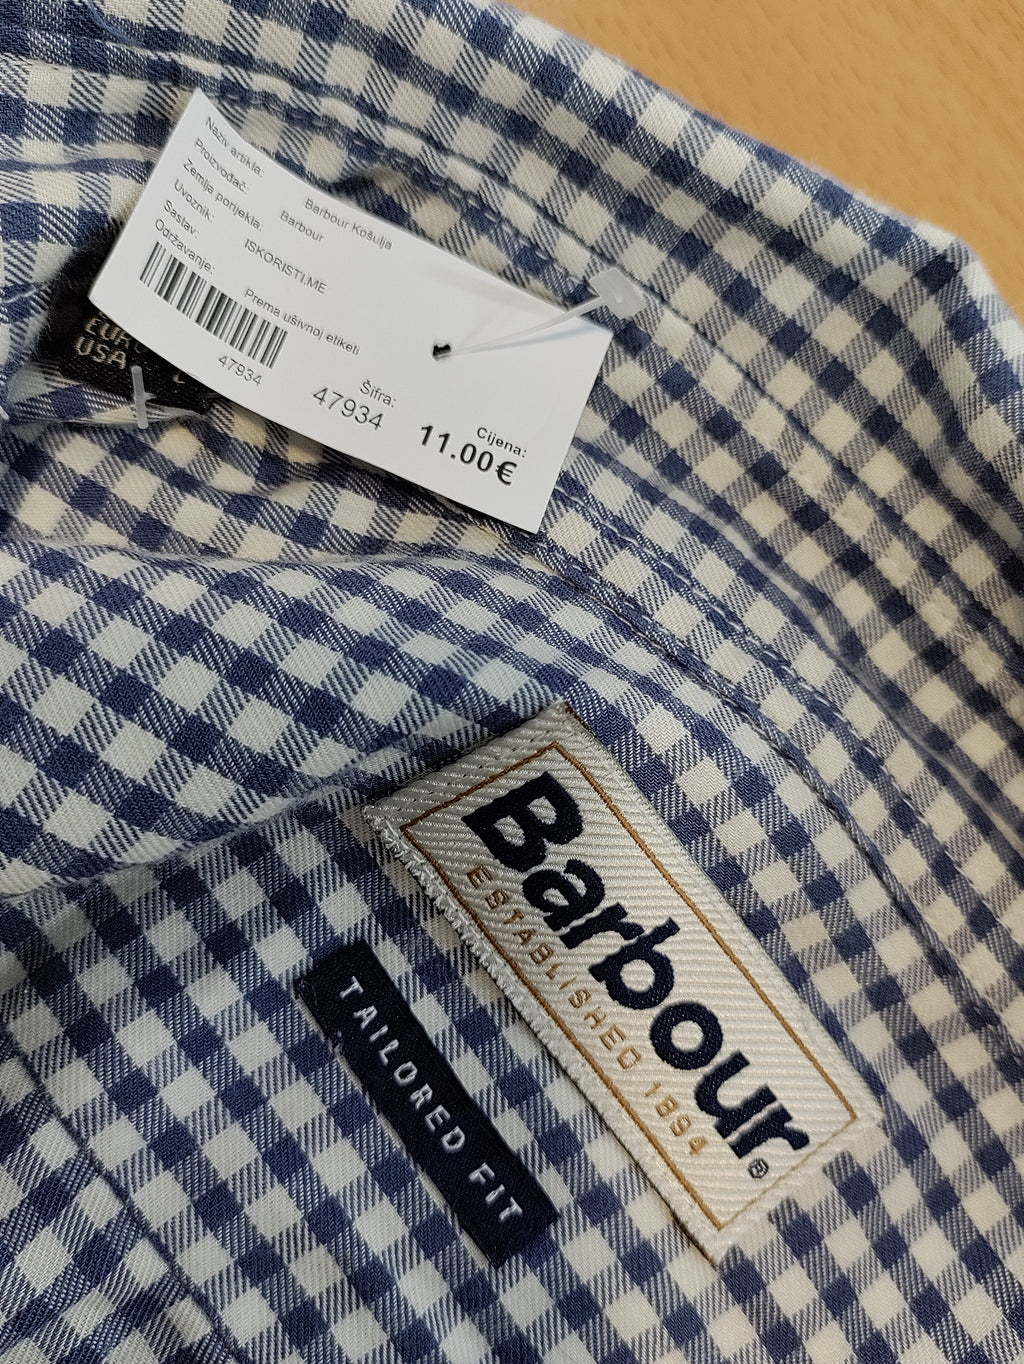 Naziv artikla: Barbour Košulja
Proizvođač: Barbour
Zemlja porijekla:
Uvoznik: ISKORISTI.ME
Sastav:
Održavanje: Prema ušivnoj etiketi
47934
Šifra:
47934
Cijena:
11.00€
USA
Barbour®
ESTABLISHED 1894
TAILORED FIT